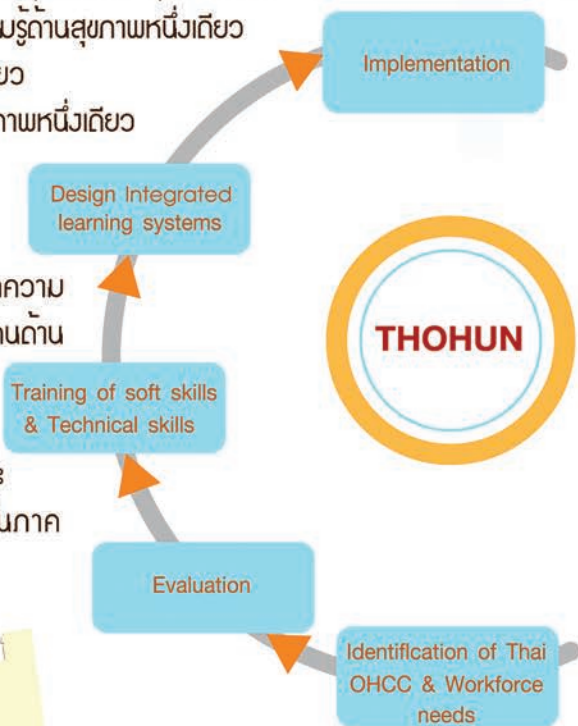 มรู้ด้านสุขภาพหนึ่งเดียว
ยว
าพหนึ่งเดียว
ความ
านด้าน
ะ
นภาค
Implementation
Design Integrated
learning systems
THOHUN
Training of soft skills
& Technical skills
Evaluation
Identification of Thai
OHCC & Workforce
needs